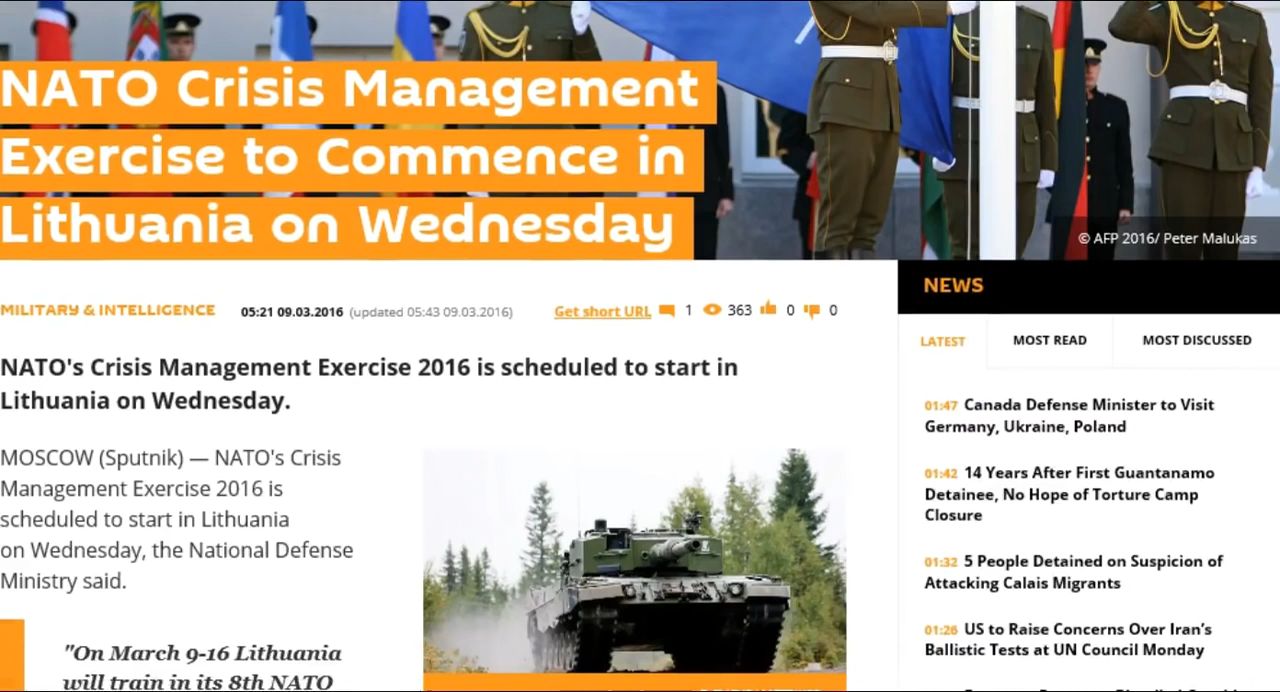 NATO Crisis Management
Exercise to Commence in
Lithuania on Wednesday
© AFP 2016/ Peter Malukas
MILITARY & INTELLIGENCE
05:21 09.03.2016 (updated 05:43 09.03.2016)
Get short URL
1
363
0
0
NATO's Crisis Management Exercise 2016 is scheduled to start in
Lithuania on Wednesday.
MOSCOW (Sputnik) — NATO's Crisis
Management Exercise 2016 is
scheduled to start in Lithuania
on Wednesday, the National Defense
Ministry said.
"On March 9-16 Lithuania
will train in its 8th NATO
NEWS
LATEST
MOST READ
MOST DISCUSSED
01:47 Canada Defense Minister to Visit
Germany, Ukraine, Poland
01:42 14 Years After First Guantanamo
Detainee, No Hope of Torture Camp
Closure
01:32 5 People Detained on Suspicion of
Attacking Calais Migrants
01:26 US to Raise Concerns Over Iran's
Ballistic Tests at UN Council Monday